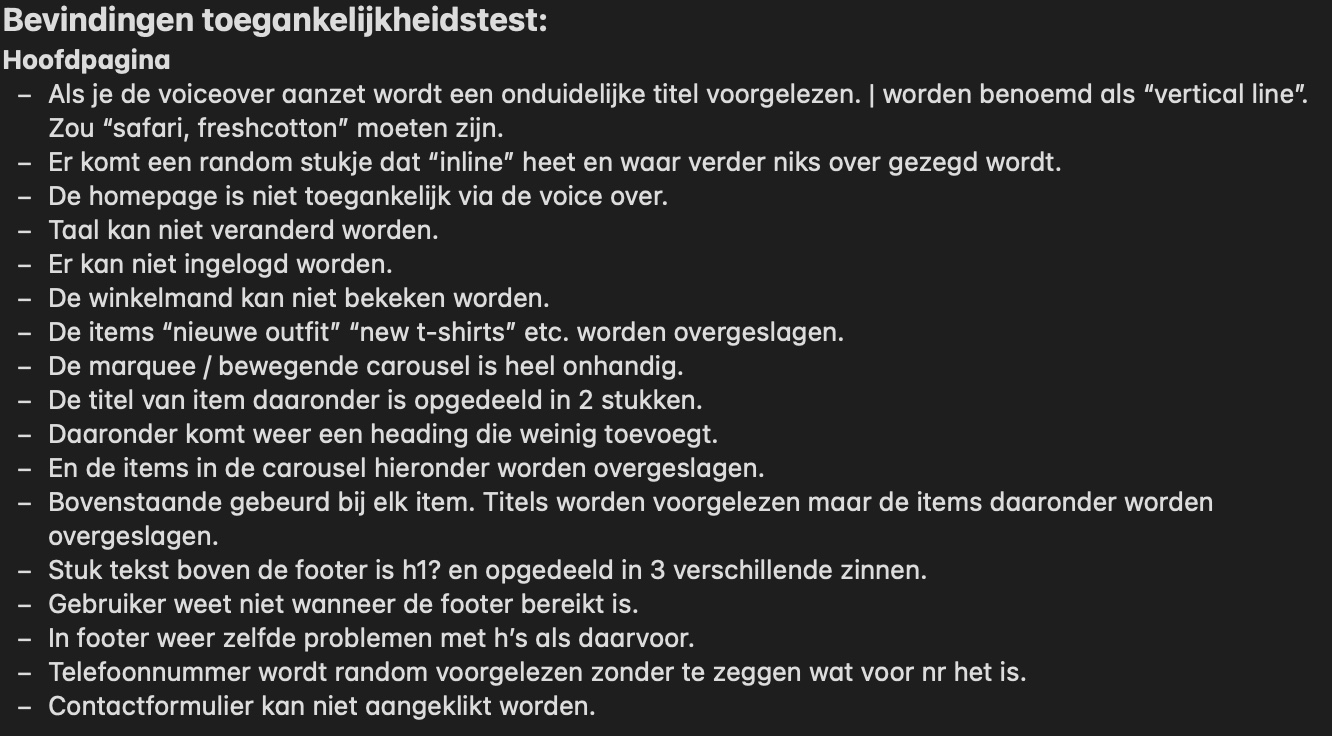 Bevindingen toegankelijkheidstest:
Hoofdpagina
– Als je de voiceover aanzet wordt een onduidelijke titel voorgelezen. | worden benoemd als “vertical line”.
Zou “safari, freshcotton” moeten zijn.
– Er komt een random stukje dat “inline” heet en waar verder niks over gezegd wordt.
– De homepage is niet toegankelijk via de voice over.
– Taal kan niet veranderd worden.
– Er kan niet ingelogd worden.
– De winkelmand kan niet bekeken worden.
– De items “nieuwe outfit” “new t-shirts” etc. worden overgeslagen.
– De marquee / bewegende carousel is heel onhandig.
– De titel van item daaronder is opgedeeld in 2 stukken.
– Daaronder komt weer een heading die weinig toevoegt.
– En de items in de carousel hieronder worden overgeslagen.
– Bovenstaande gebeurd bij elk item. Titels worden voorgelezen maar de items daaronder worden
overgeslagen.
– Stuk tekst boven de footer is h1? en opgedeeld in 3 verschillende zinnen.
– Gebruiker weet niet wanneer de footer bereikt is.
– In footer weer zelfde problemen met h’s als daarvoor.
– Telefoonnummer wordt random voorgelezen zonder te zeggen wat voor nr het is.
– Contactformulier kan niet aangeklikt worden.